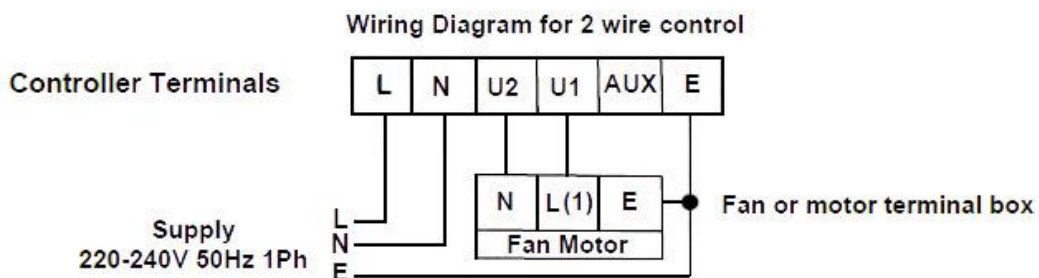 Wiring Diagram for 2 wire control
Controller Terminals
L N U2 U1 AUX E
N L(1) E
Fan or motor terminal box
Fan Motor
Supply
220-240V 50Hz 1Ph
L
N
E